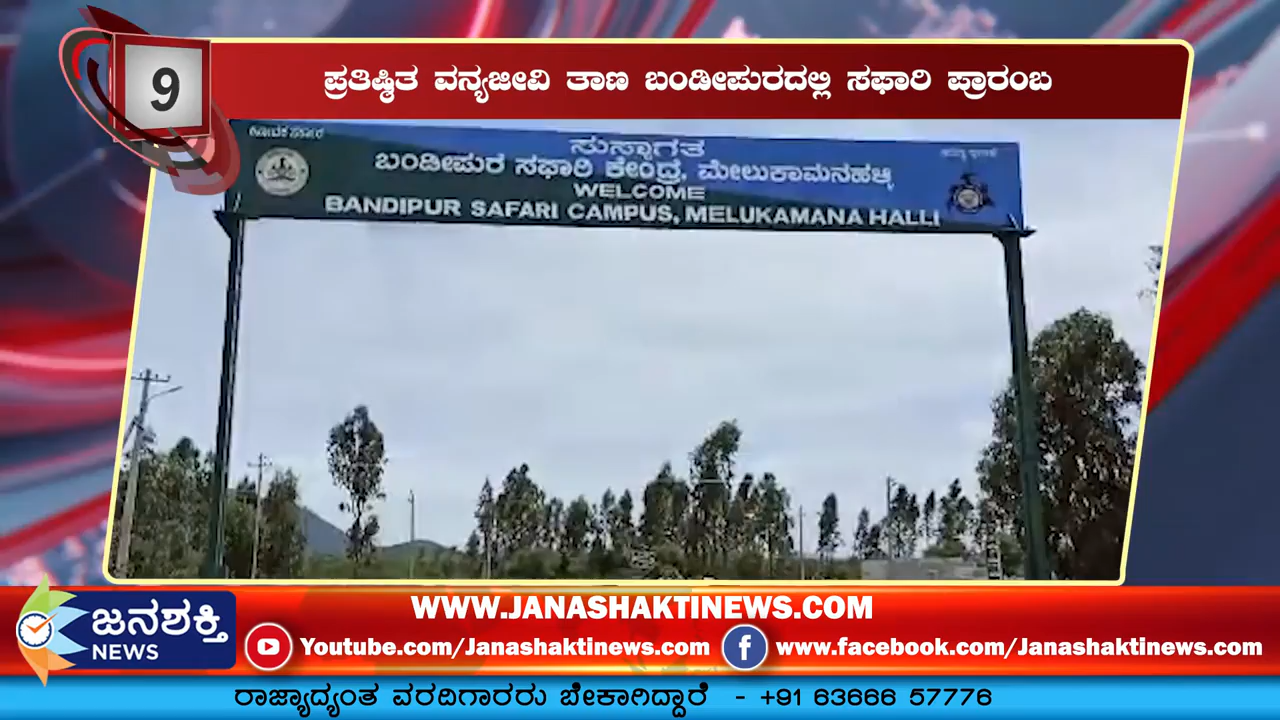 9
ಪ್ರತಿಷ್ಠಿತ ವನ್ಯಜೀವಿ ತಾಣ ಬಂಡೀಪುರದಲ್ಲಿ ಸಫಾರಿ ಪ್ರಾರಂಬ
ಸುಸ್ವಾಗತ
ಬಂಡೀಪುರ ಸಫಾರಿ ಕೇಂದ್ರ, ಮೇಲುಕಾಮನಹಳ್ಳಿ
WELCOME
BANDIPUR SAFARI CAMPUS, MELUKAMANA HALLI
WWW.JANASHAKTINEWS.COM
ಜನಶಕ್ತಿ
NEWS
Youtube.com/Janashaktinews.com
www.facebook.com/Janashaktinews.com
ರಾಜ್ಯಾದ್ಯಂತ ವರದಿಗಾರರು ಬೇಕಾಗಿದ್ದಾರೆ - +91 63666 57776